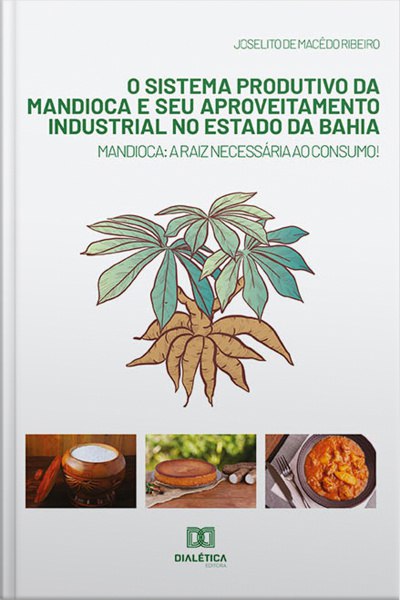 JOSELITO DE MACÊDO RIBEIRO
O SISTEMA PRODUTIVO DA
MANDIOCA E SEU APROVEITAMENTO
INDUSTRIAL NO ESTADO DA BAHIA
MANDIOCA: A RAIZ NECESSÁRIA AO CONSUMO!
DIALÉTICA
EDITORA